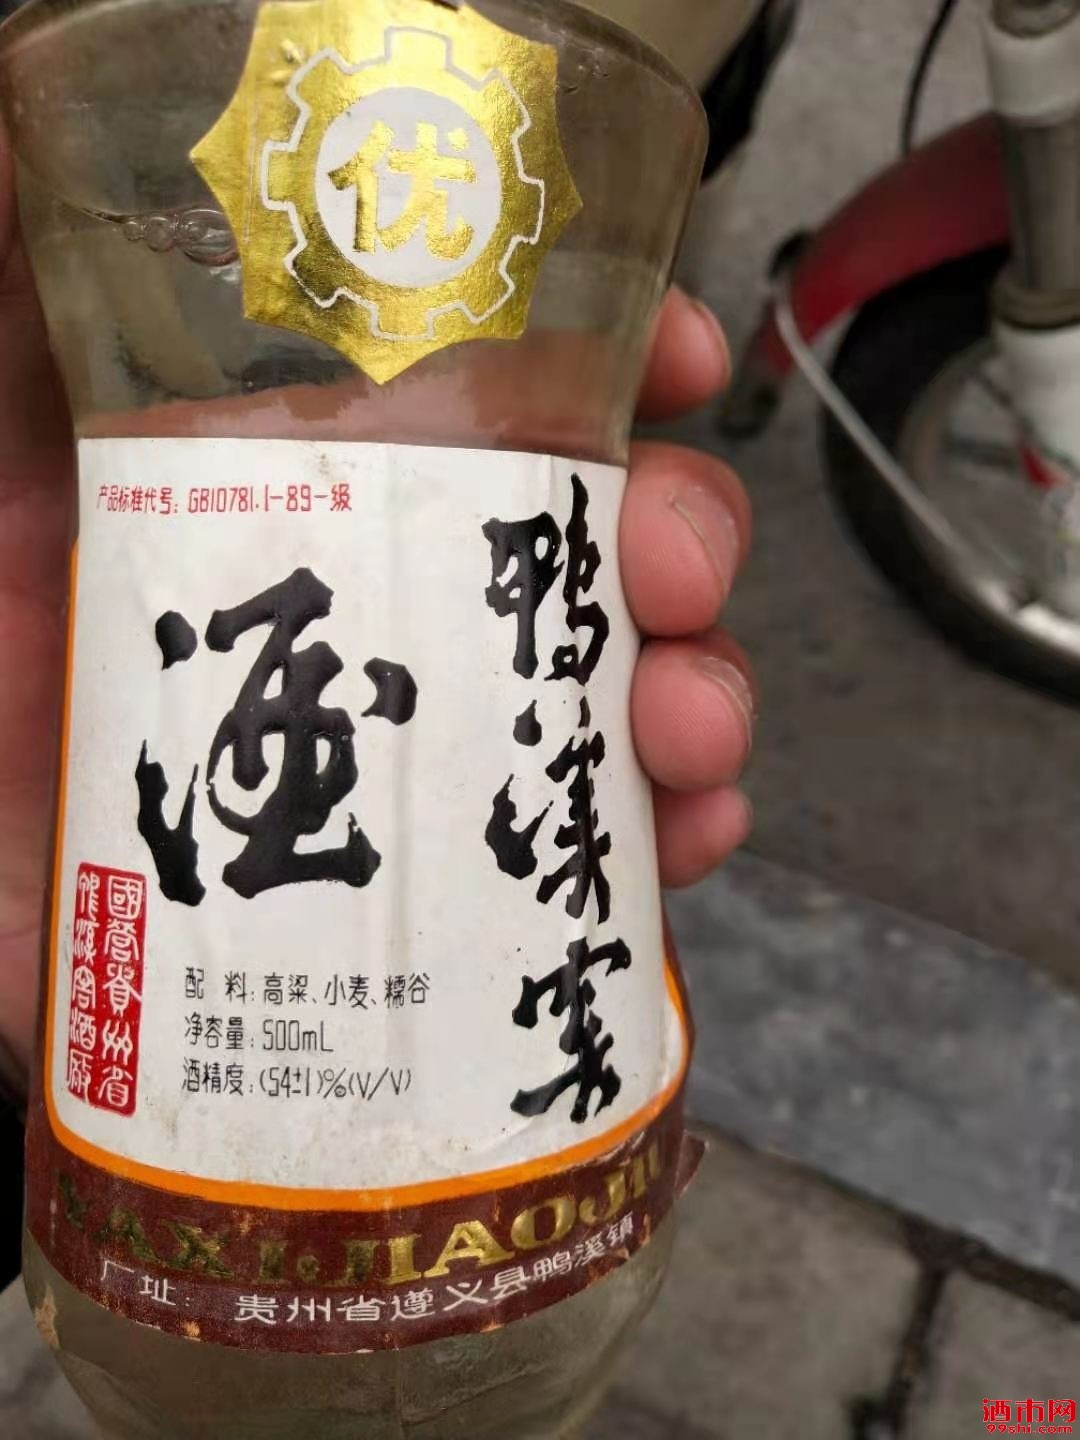 优
产品标准代号：GB10781.1-89一级
鸭溪窖
酒
國营貴州省
鸭溪窖酒厰
配　料：高粱、小麦、糯谷
净容量：500mL
酒精度：(54±1)%(V/V)
YAXI·JIAOJIU
厂址：贵州省遵义县鸭溪镇
酒市网
99shi.com